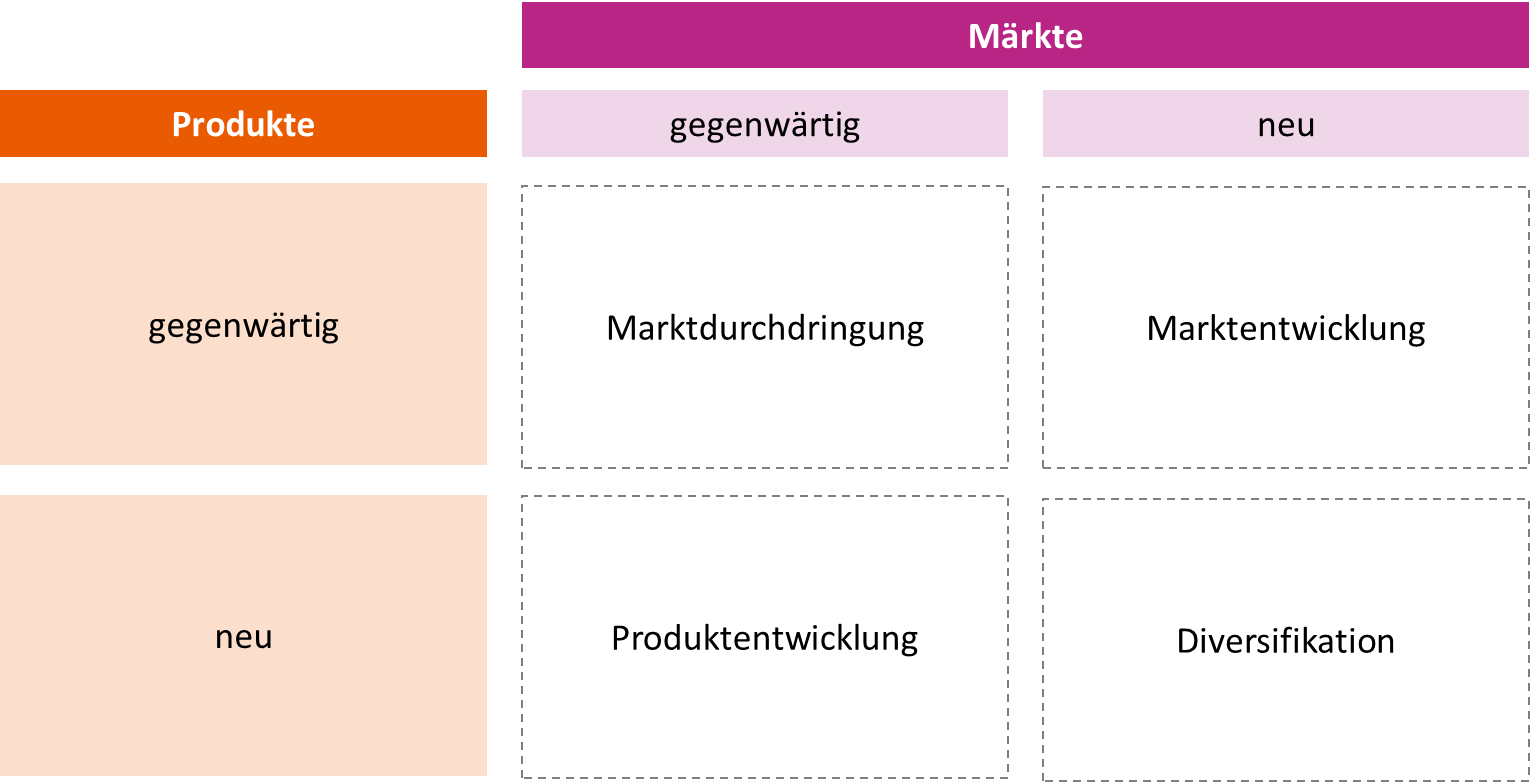 Märkte
Produkte
gegenwärtig
neu
gegenwärtig
Marktdurchdringung
Marktentwicklung
neu
Produktentwicklung
Diversifikation